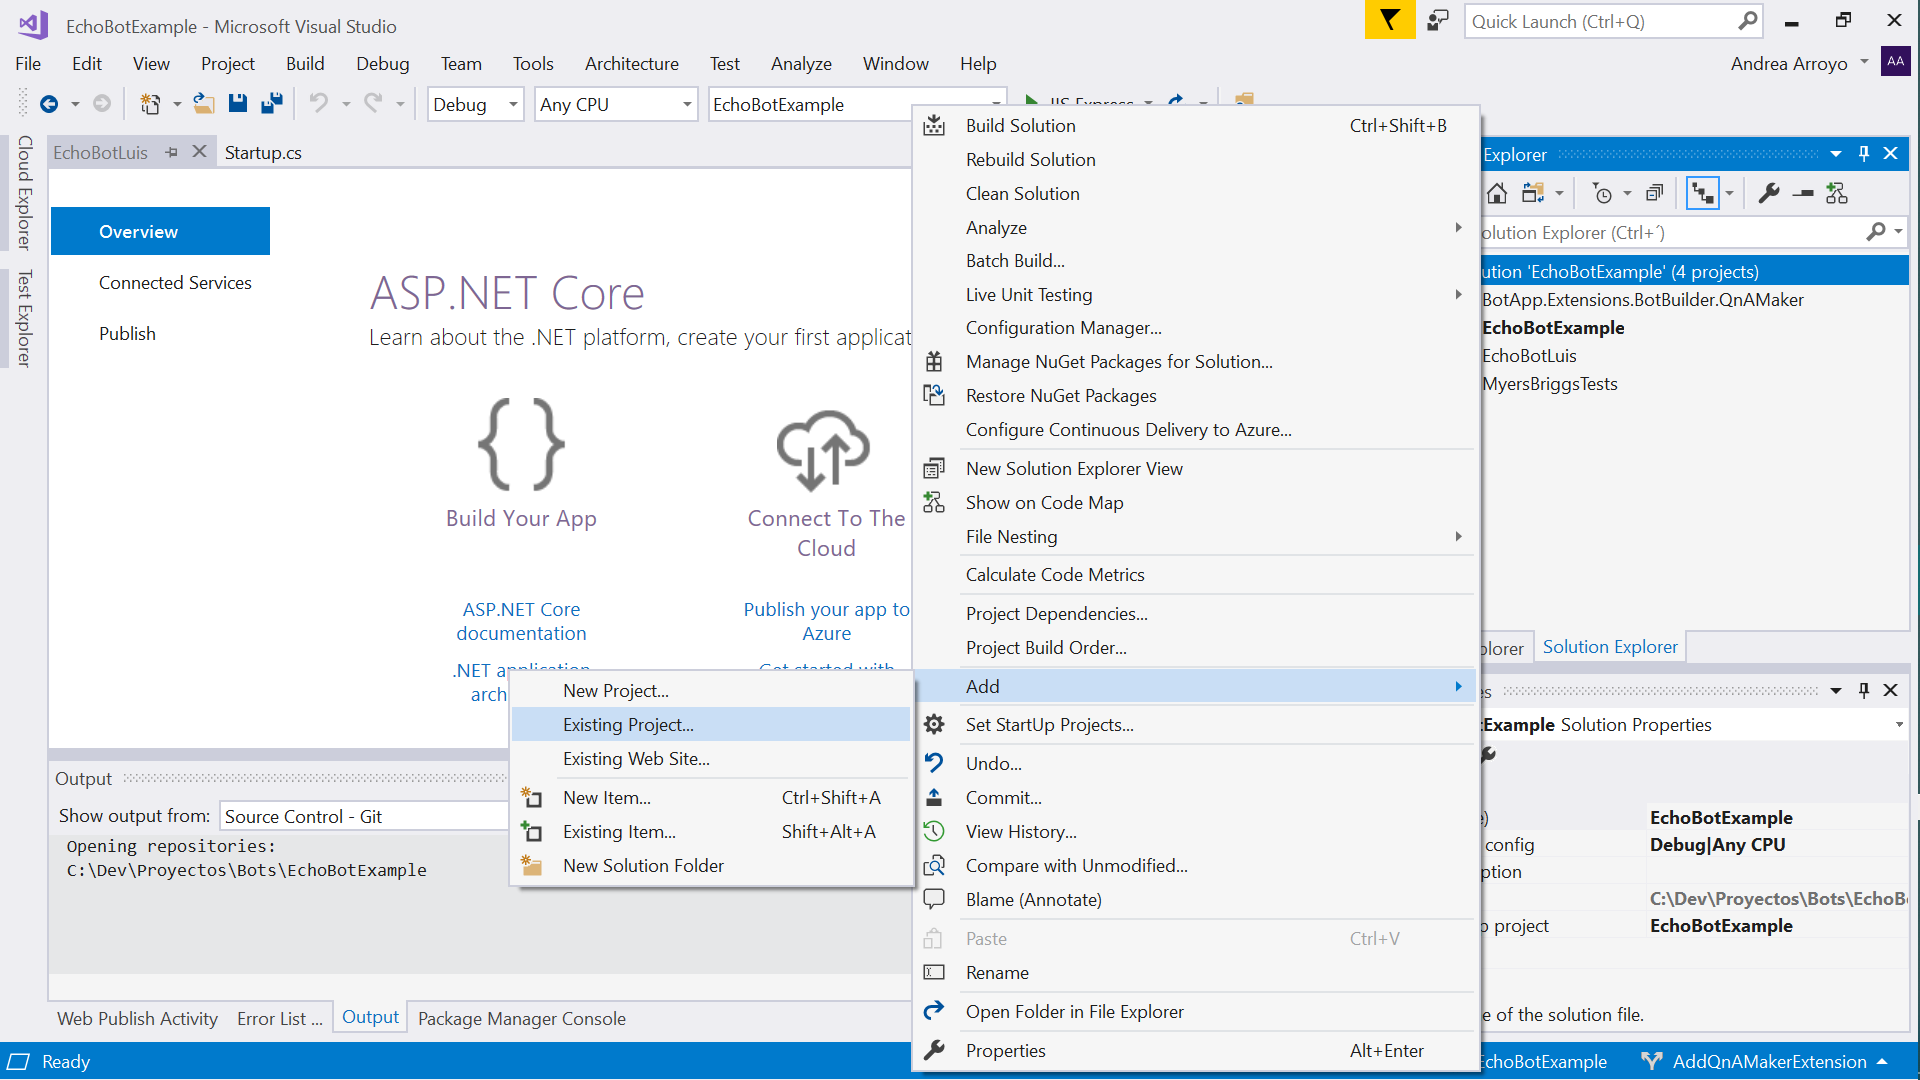 EchoBotExample - Microsoft Visual Studio
Quick Launch (Ctrl+Q)
File Edit View Project Build Debug Team Tools Architecture Test Analyze Window Help
Andrea Arroyo AA
Debug Any CPU EchoBotExample IIS Express
Cloud Explorer
Test Explorer
EchoBotLuis
Startup.cs
Overview
Connected Services
Publish
ASP.NET Core
Learn about the .NET platform, create your first applicat
Build Your App
Connect To The
Cloud
ASP.NET Core
documentation
Publish your app to
Azure
.NET application
arch
Get started with
New Project...
Existing Project...
Existing Web Site...
New Item... Ctrl+Shift+A
Existing Item... Shift+Alt+A
New Solution Folder
Build Solution Ctrl+Shift+B
Rebuild Solution
Clean Solution
Analyze
Batch Build...
Live Unit Testing
Configuration Manager...
Manage NuGet Packages for Solution...
Restore NuGet Packages
Configure Continuous Delivery to Azure...
New Solution Explorer View
Show on Code Map
File Nesting
Calculate Code Metrics
Project Dependencies...
Project Build Order...
Add
Set StartUp Projects...
Undo...
Commit...
View History...
Compare with Unmodified...
Blame (Annotate)
Paste Ctrl+V
Rename
Open Folder in File Explorer
Properties Alt+Enter
Explorer
olution Explorer (Ctrl+´)
ution 'EchoBotExample' (4 projects)
BotApp.Extensions.BotBuilder.QnAMaker
EchoBotExample
EchoBotLuis
MyersBriggsTests
plorer
Solution Explorer
es
tExample Solution Properties
e) EchoBotExample
config Debug|Any CPU
ption
C:\Dev\Proyectos\Bots\EchoB
p project EchoBotExample
e of the solution file.
Output
Show output from: Source Control - Git
Opening repositories:
C:\Dev\Proyectos\Bots\EchoBotExample
Web Publish Activity Error List ... Output Package Manager Console
Ready
EchoBotExample
AddQnAMakerExtension